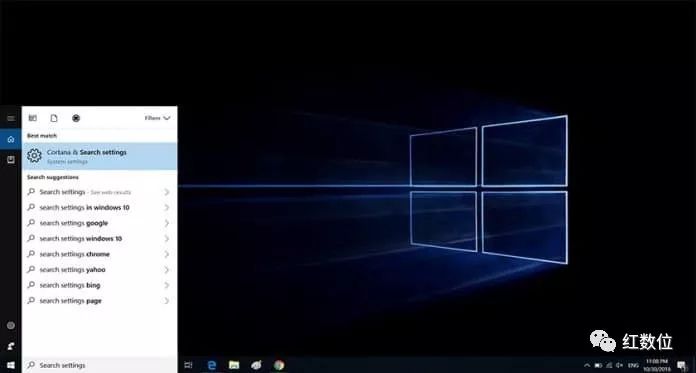 Filters
Best match
Cortana & Search settings
System settings
Search suggestions
Search settings - See web results
search settings in windows 10
search settings google
search settings windows 10
search settings chrome
search settings yahoo
search settings bing
search settings page
Search settings
ENG
11:00 PM
10/30/2016
红数位